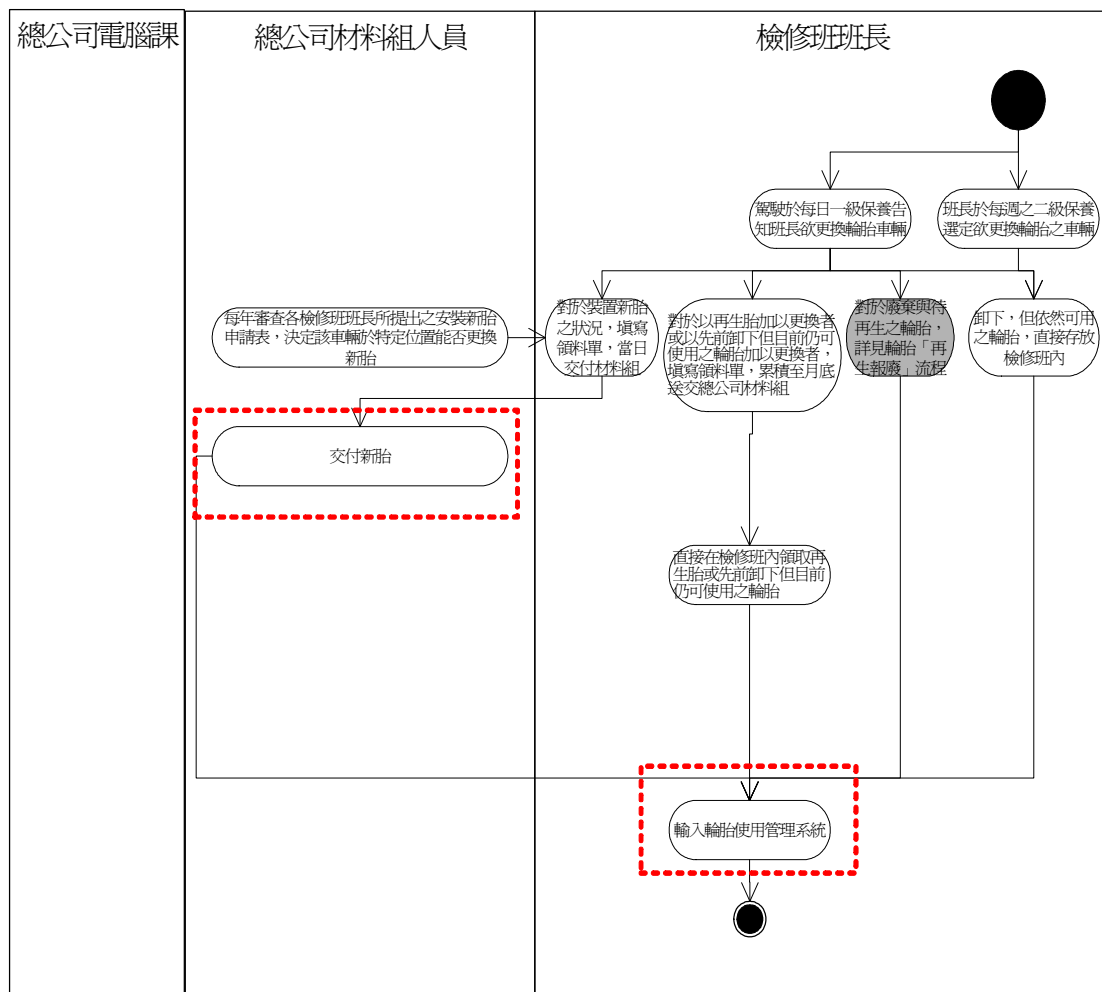 總公司電腦課
總公司材料組人員
檢修班班長
駕駛於每日一級保養告
知班長欲更換輪胎車輛
班長於每週之二級保養
選定欲更換輪胎之車輛
每年審查各檢修班班長所提出之安裝新胎
申請表，決定該車輛於特定位置能否更換
新胎
對於裝置新胎
之狀況，填寫
領料單，當日
交付材料組
對於以再生胎加以更換者
或以先前卸下但目前仍可
使用之輪胎加以更換者，
填寫領料單，累積至月底
送交總公司材料組
對於廢棄與待
再生之輪胎，
詳見輪胎「再
生報廢」流程
卸下，但依然可用
之輪胎，直接存放
檢修班內
交付新胎
直接在檢修班內領取再
生胎或先前卸下但目前
仍可使用之輪胎
輸入輪胎使用管理系統